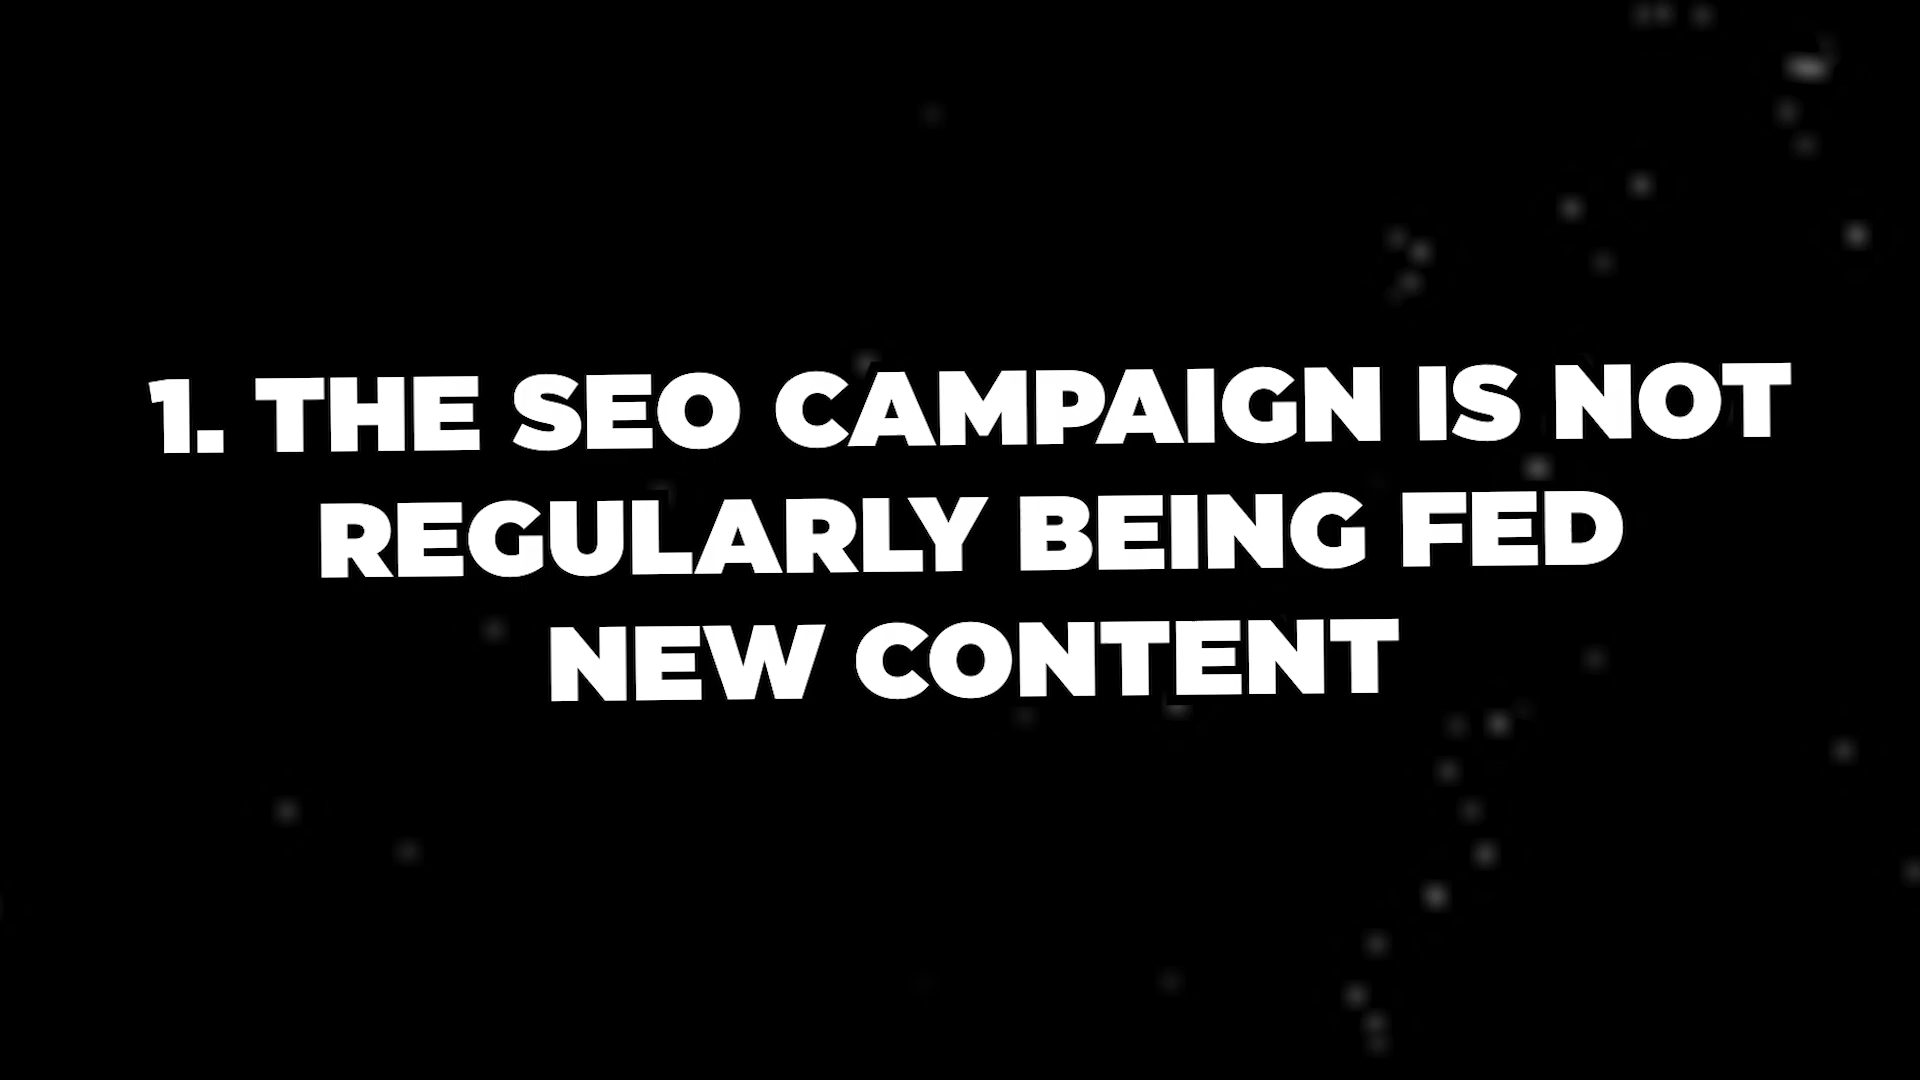 1. THE SEO CAMPAIGN IS NOT
REGULARLY BEING FED
NEW CONTENT